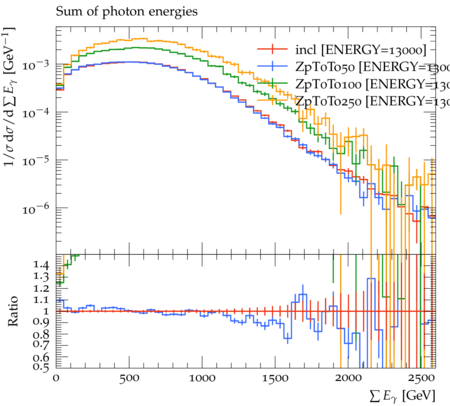 Sum of photon energies
1/σ dσ/d∑ Eγ [GeV⁻¹]
10⁻³
10⁻⁴
10⁻⁵
10⁻⁶
incl [ENERGY=13000]
ZpToTo50 [ENERGY=1300
ZpToTo100 [ENERGY=130
ZpToTo250 [ENERGY=130
Ratio
1.4
1.3
1.2
1.1
1
0.9
0.8
0.7
0.6
0.5
0 500 1000 1500 2000 2500
∑ Eγ [GeV]